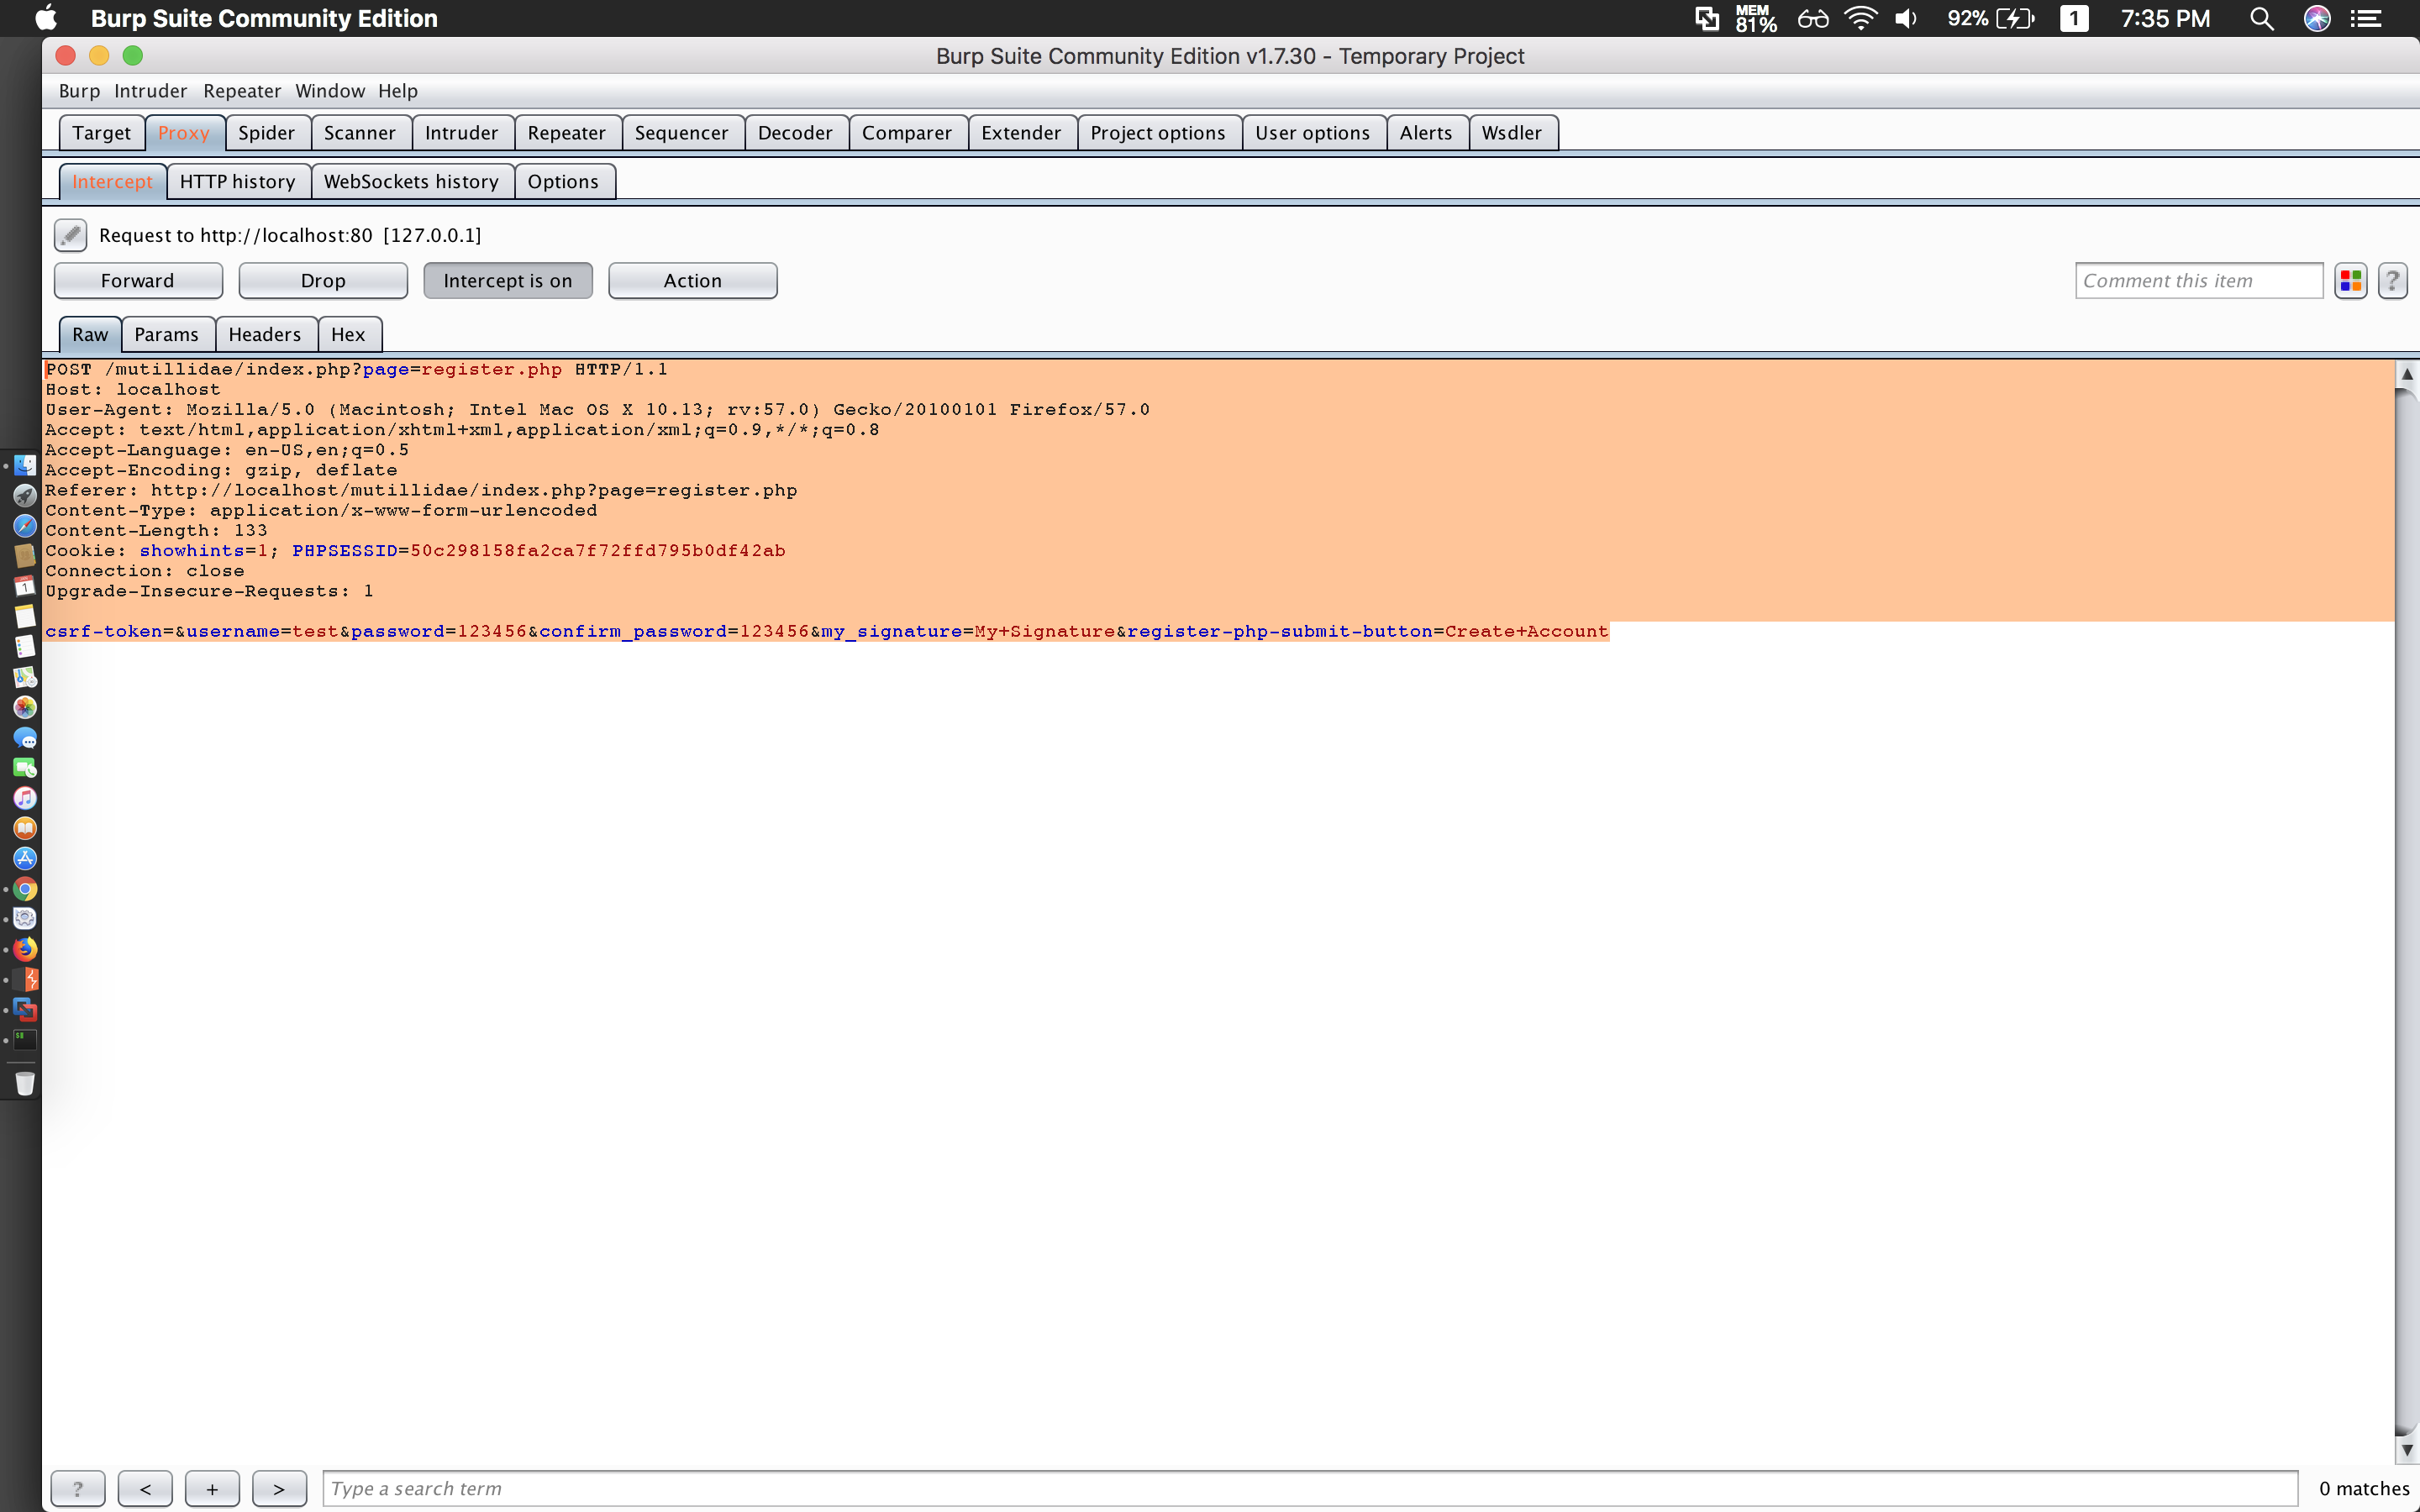 Burp Suite Community Edition MEM 81% 92% 1 7:35 PM
Burp Suite Community Edition v1.7.30 - Temporary Project
Burp Intruder Repeater Window Help
Target Proxy Spider Scanner Intruder Repeater Sequencer Decoder Comparer Extender Project options User options Alerts Wsdler
Intercept HTTP history WebSockets history Options
Request to http://localhost:80 [127.0.0.1]
Forward Drop Intercept is on Action Comment this item ?
Raw Params Headers Hex
POST /mutillidae/index.php?page=register.php HTTP/1.1
Host: localhost
User-Agent: Mozilla/5.0 (Macintosh; Intel Mac OS X 10.13; rv:57.0) Gecko/20100101 Firefox/57.0
Accept: text/html,application/xhtml+xml,application/xml;q=0.9,*/*;q=0.8
Accept-Language: en-US,en;q=0.5
Accept-Encoding: gzip, deflate
Referer: http://localhost/mutillidae/index.php?page=register.php
Content-Type: application/x-www-form-urlencoded
Content-Length: 133
Cookie: showhints=1; PHPSESSID=50c298158fa2ca7f72ffd795b0df42ab
Connection: close
Upgrade-Insecure-Requests: 1
csrf-token=&username=test&password=123456&confirm_password=123456&my_signature=My+Signature&register-php-submit-button=Create+Account
? < + > Type a search term 0 matches